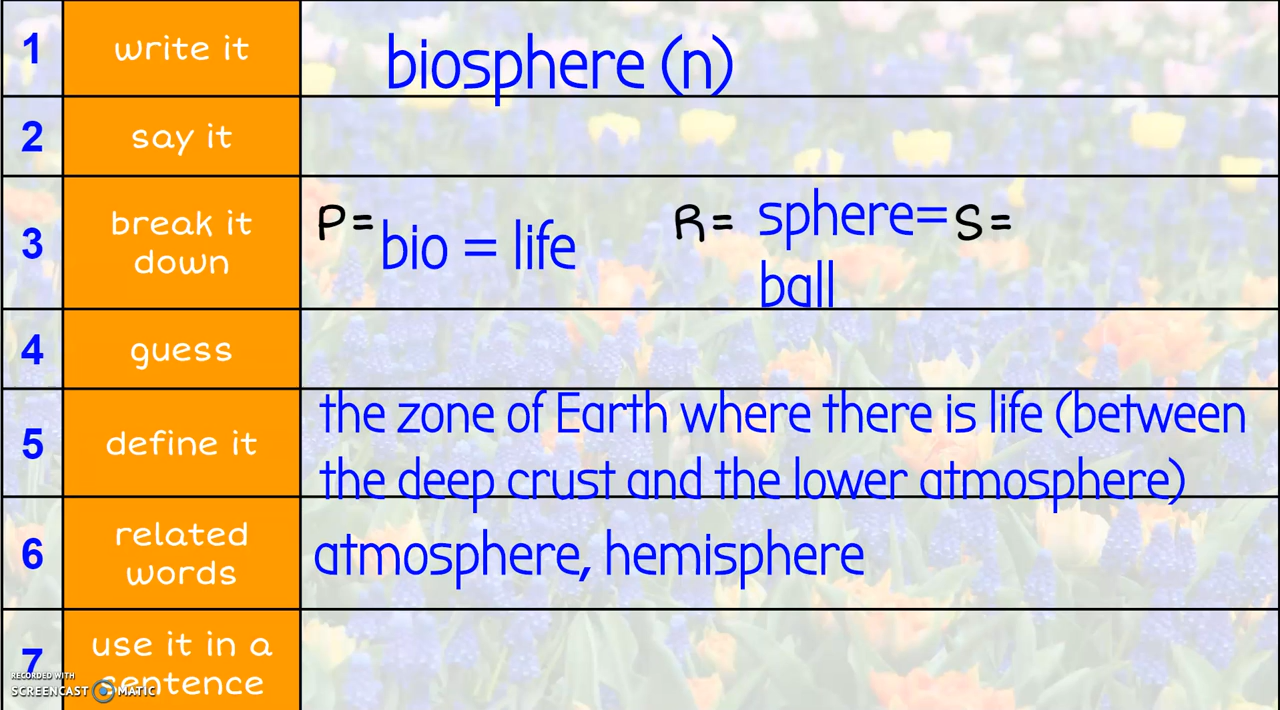 1 write it biosphere (n)
2 say it
3 break it down P= bio = life R= sphere= ball S=
4 guess
5 define it the zone of Earth where there is life (between
the deep crust and the lower atmosphere)
6 related words atmosphere, hemisphere
7 use it in a sentence
RECORDED WITH
SCREENCAST MATIC